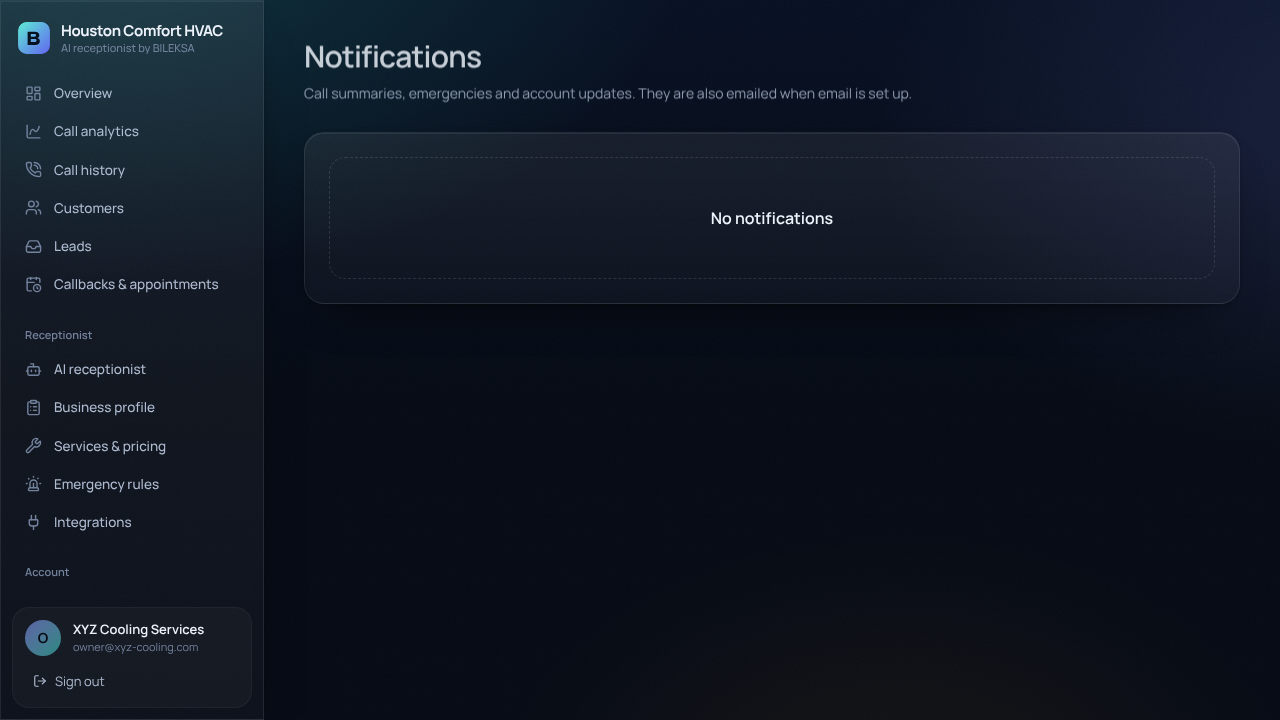 B
Houston Comfort HVAC
AI receptionist by BILEKSA
Overview
Call analytics
Call history
Customers
Leads
Callbacks & appointments
Receptionist
AI receptionist
Business profile
Services & pricing
Emergency rules
Integrations
Account
O
XYZ Cooling Services
owner@xyz-cooling.com
Sign out
Notifications
Call summaries, emergencies and account updates. They are also emailed when email is set up.
No notifications